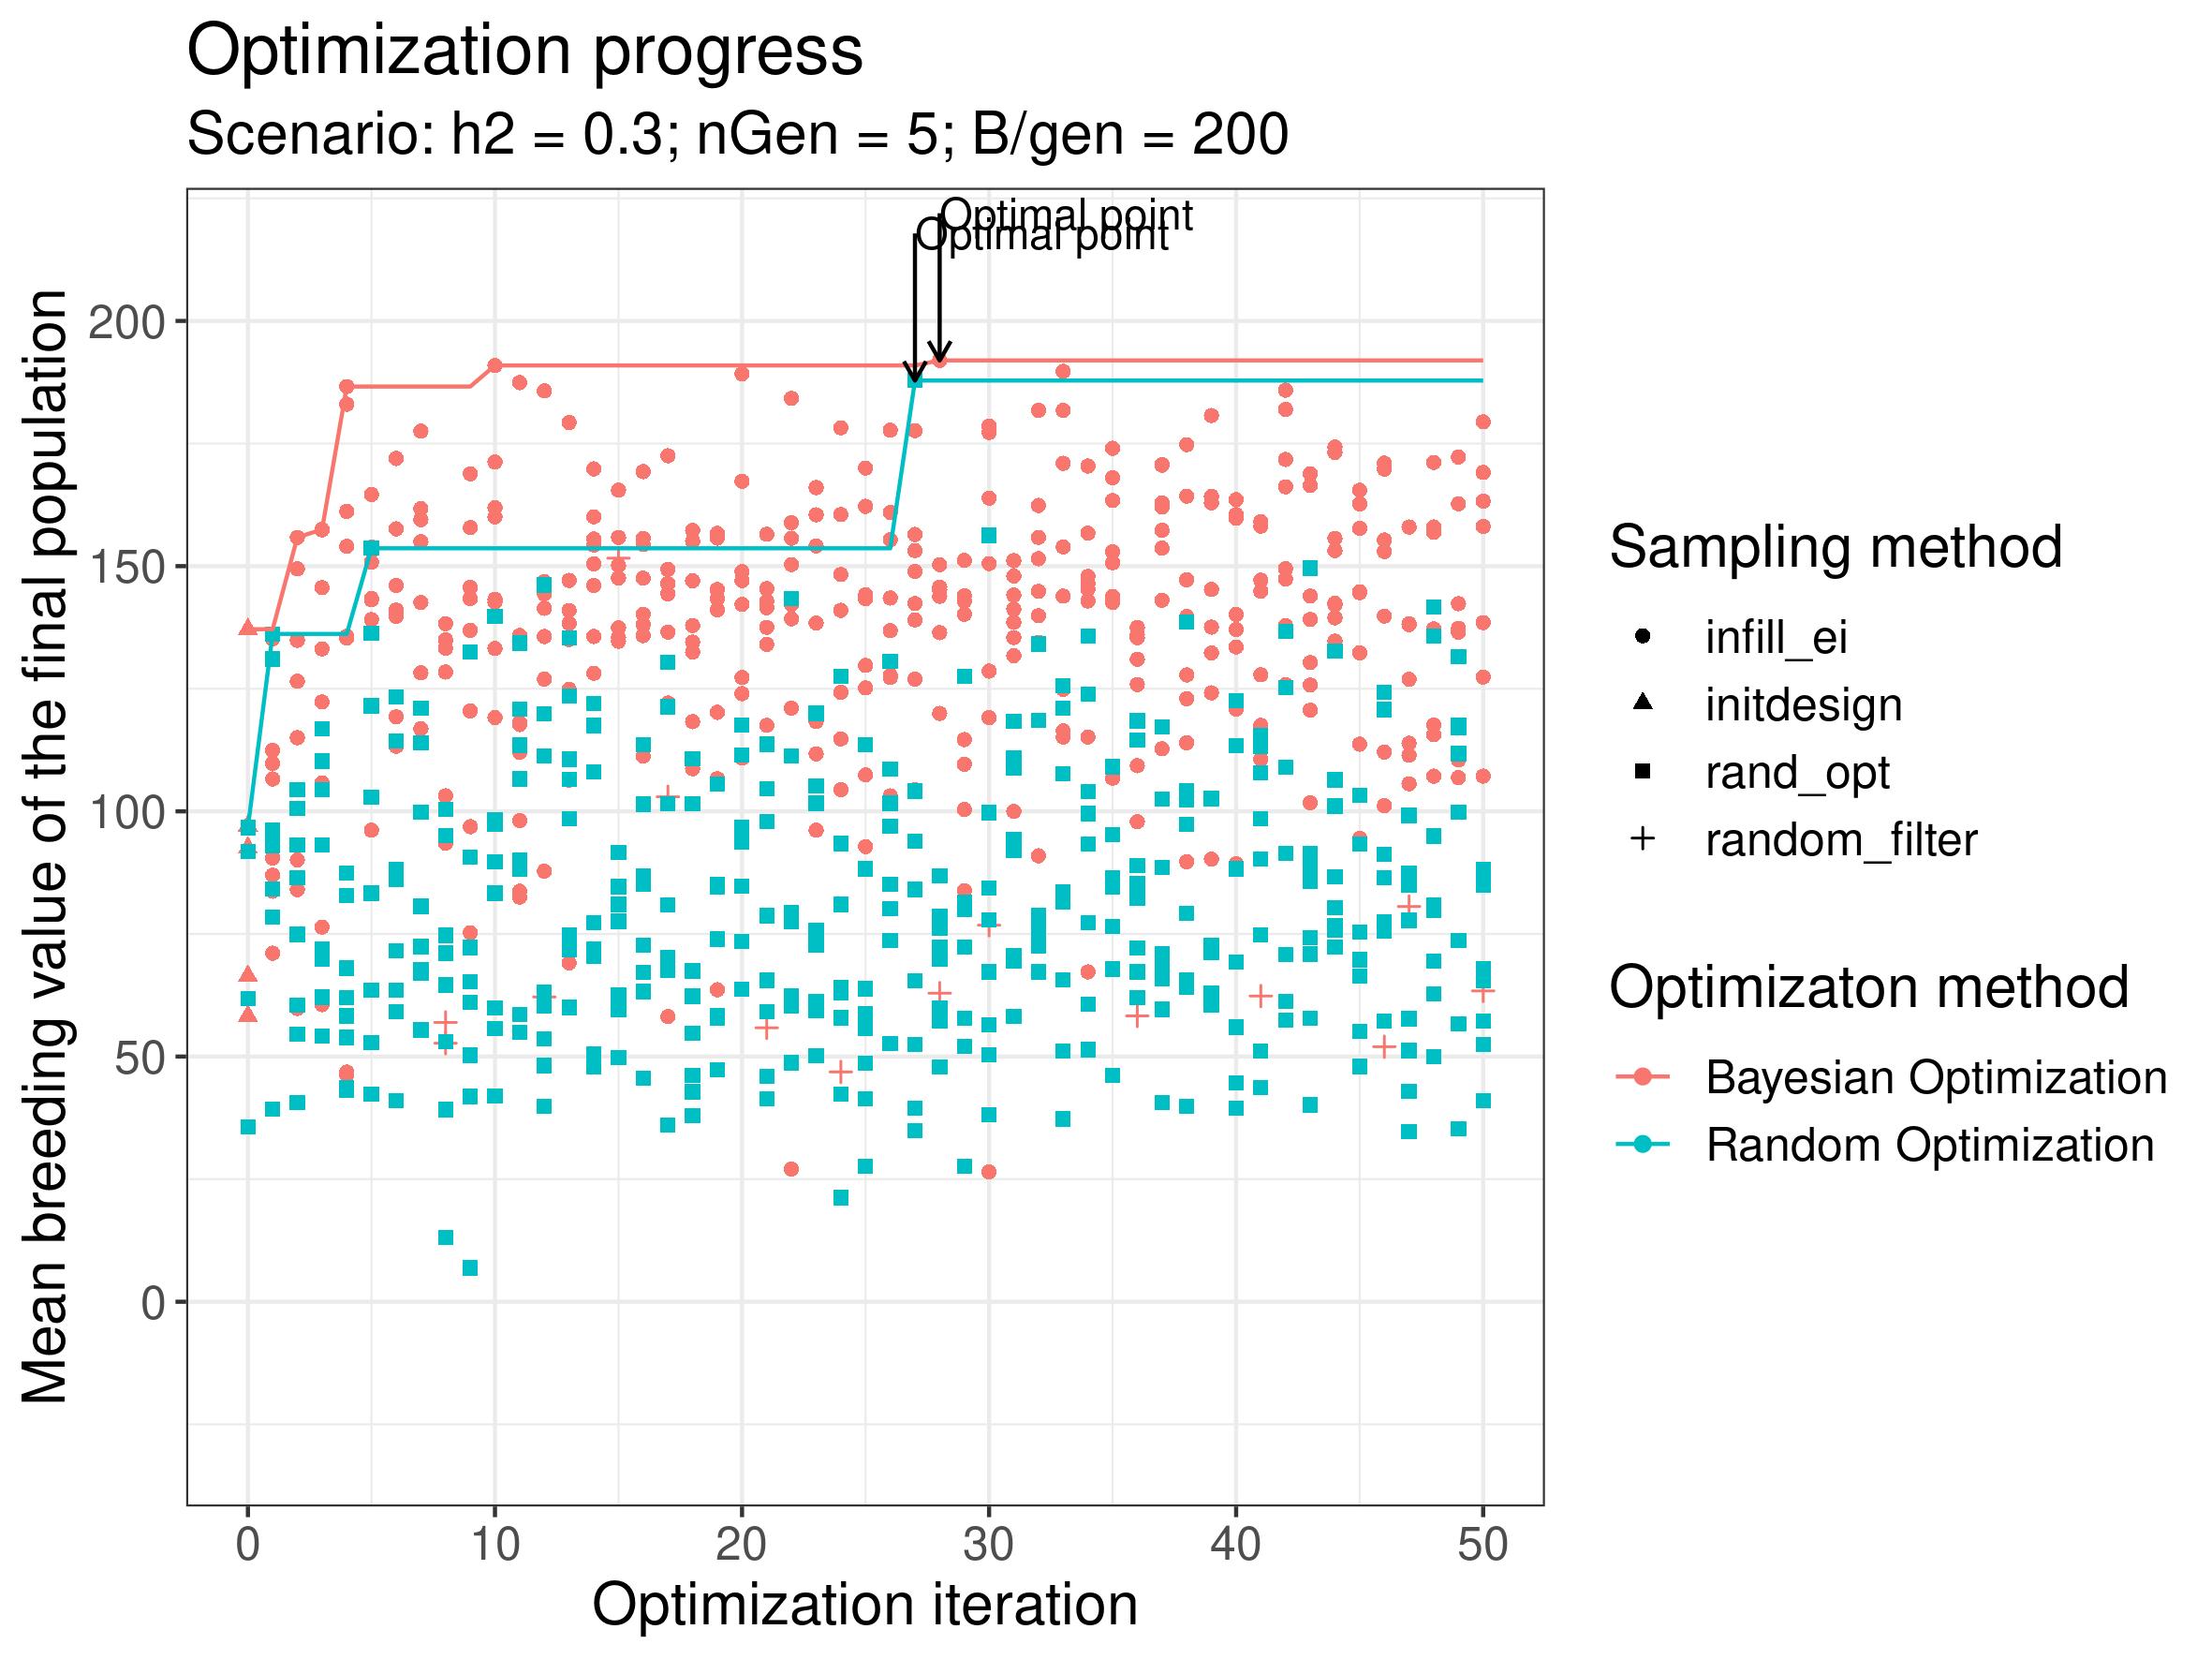 Optimization progress
Scenario: h2 = 0.3; nGen = 5; B/gen = 200
Mean breeding value of the final population
200
150
100
50
0
Optimal point
Optimal point
0 10 20 30 40 50
Optimization iteration
Sampling method
infill_ei
initdesign
rand_opt
random_filter
Optimizaton method
Bayesian Optimization
Random Optimization